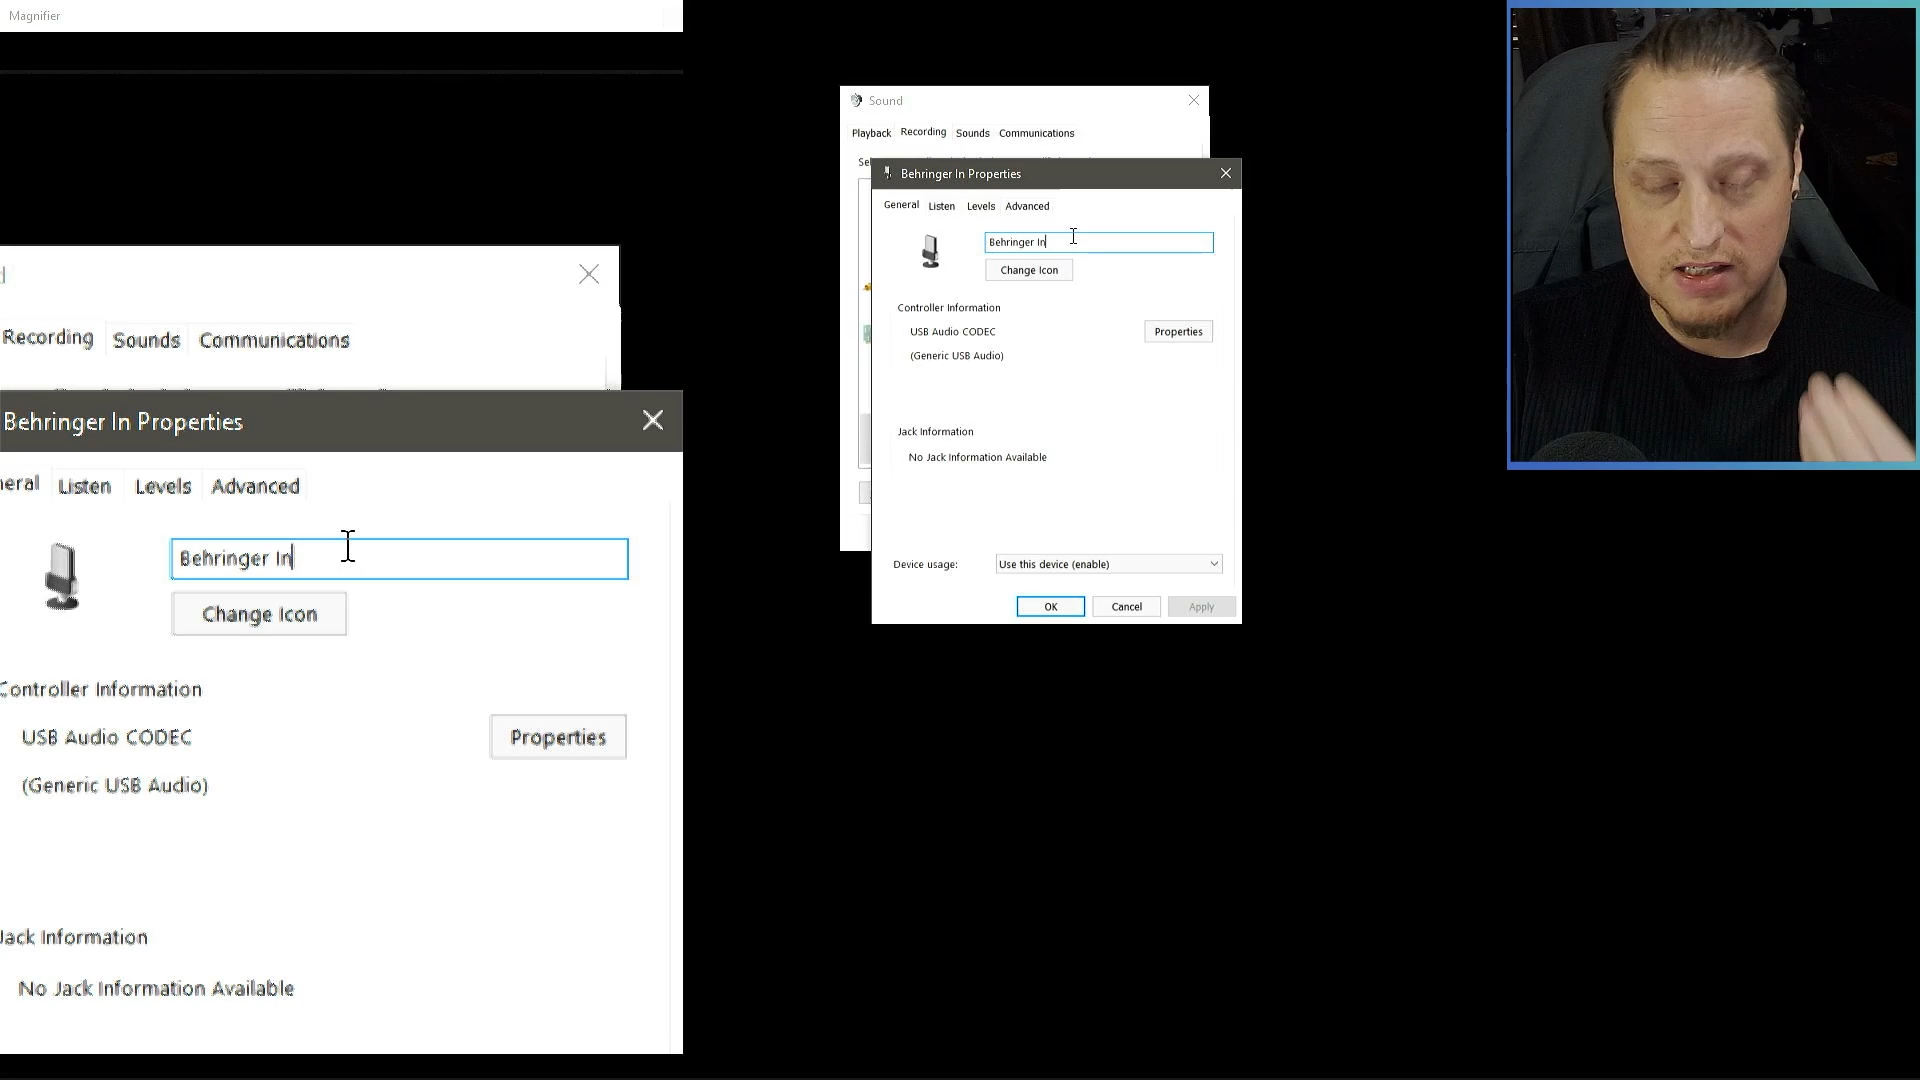 Magnifier
Recording Sounds Communications
Behringer In Properties
Listen Levels Advanced
Behringer In
Change Icon
Controller Information
USB Audio CODEC
Properties
(Generic USB Audio)
Jack Information
No Jack Information Available
Sound
Playback Recording Sounds Communications
Behringer In Properties
General Listen Levels Advanced
Behringer In
Change Icon
Controller Information
USB Audio CODEC
Properties
(Generic USB Audio)
Jack Information
No Jack Information Available
Device usage:
Use this device (enable)
OK Cancel Apply